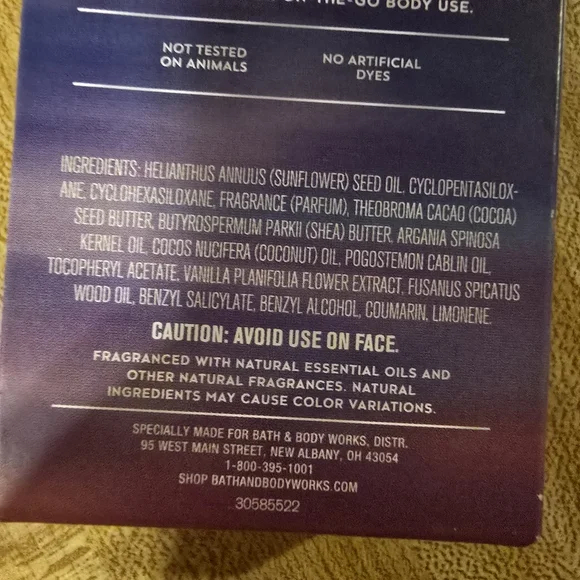 THE-GO BODY USE.
NOT TESTED
ON ANIMALS
NO ARTIFICIAL
DYES
INGREDIENTS: HELIANTHUS ANNUUS (SUNFLOWER) SEED OIL, CYCLOPENTASILOX-
ANE, CYCLOHEXASILOXANE, FRAGRANCE (PARFUM), THEOBROMA CACAO (COCOA)
SEED BUTTER, BUTYROSPERMUM PARKII (SHEA) BUTTER, ARGANIA SPINOSA
KERNEL OIL, COCOS NUCIFERA (COCONUT) OIL, POGOSTEMON CABLIN OIL,
TOCOPHERYL ACETATE, VANILLA PLANIFOLIA FLOWER EXTRACT, FUSANUS SPICATUS
WOOD OIL, BENZYL SALICYLATE, BENZYL ALCOHOL, COUMARIN, LIMONENE.
CAUTION: AVOID USE ON FACE.
FRAGRANCED WITH NATURAL ESSENTIAL OILS AND
OTHER NATURAL FRAGRANCES. NATURAL
INGREDIENTS MAY CAUSE COLOR VARIATIONS.
SPECIALLY MADE FOR BATH & BODY WORKS, DISTR.
95 WEST MAIN STREET, NEW ALBANY, OH 43054
1-800-395-1001
SHOP BATHANDBODYWORKS.COM
30585522